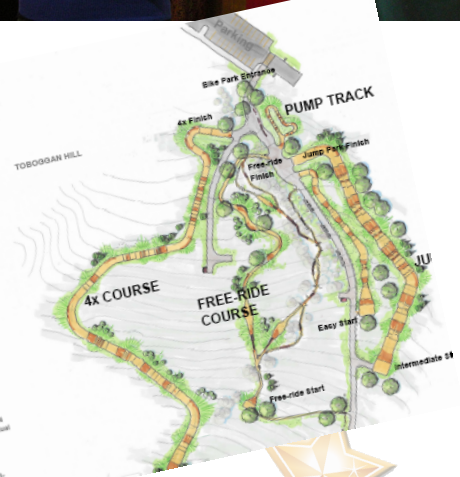 Parking
Bike Park Entrance
PUMP TRACK
4x Finish
Jump Park Finish
Free-ride
Finish
TOBOGGAN HILL
4X COURSE
FREE-RIDE
COURSE
Easy Start
Intermediate
Free-ride Start